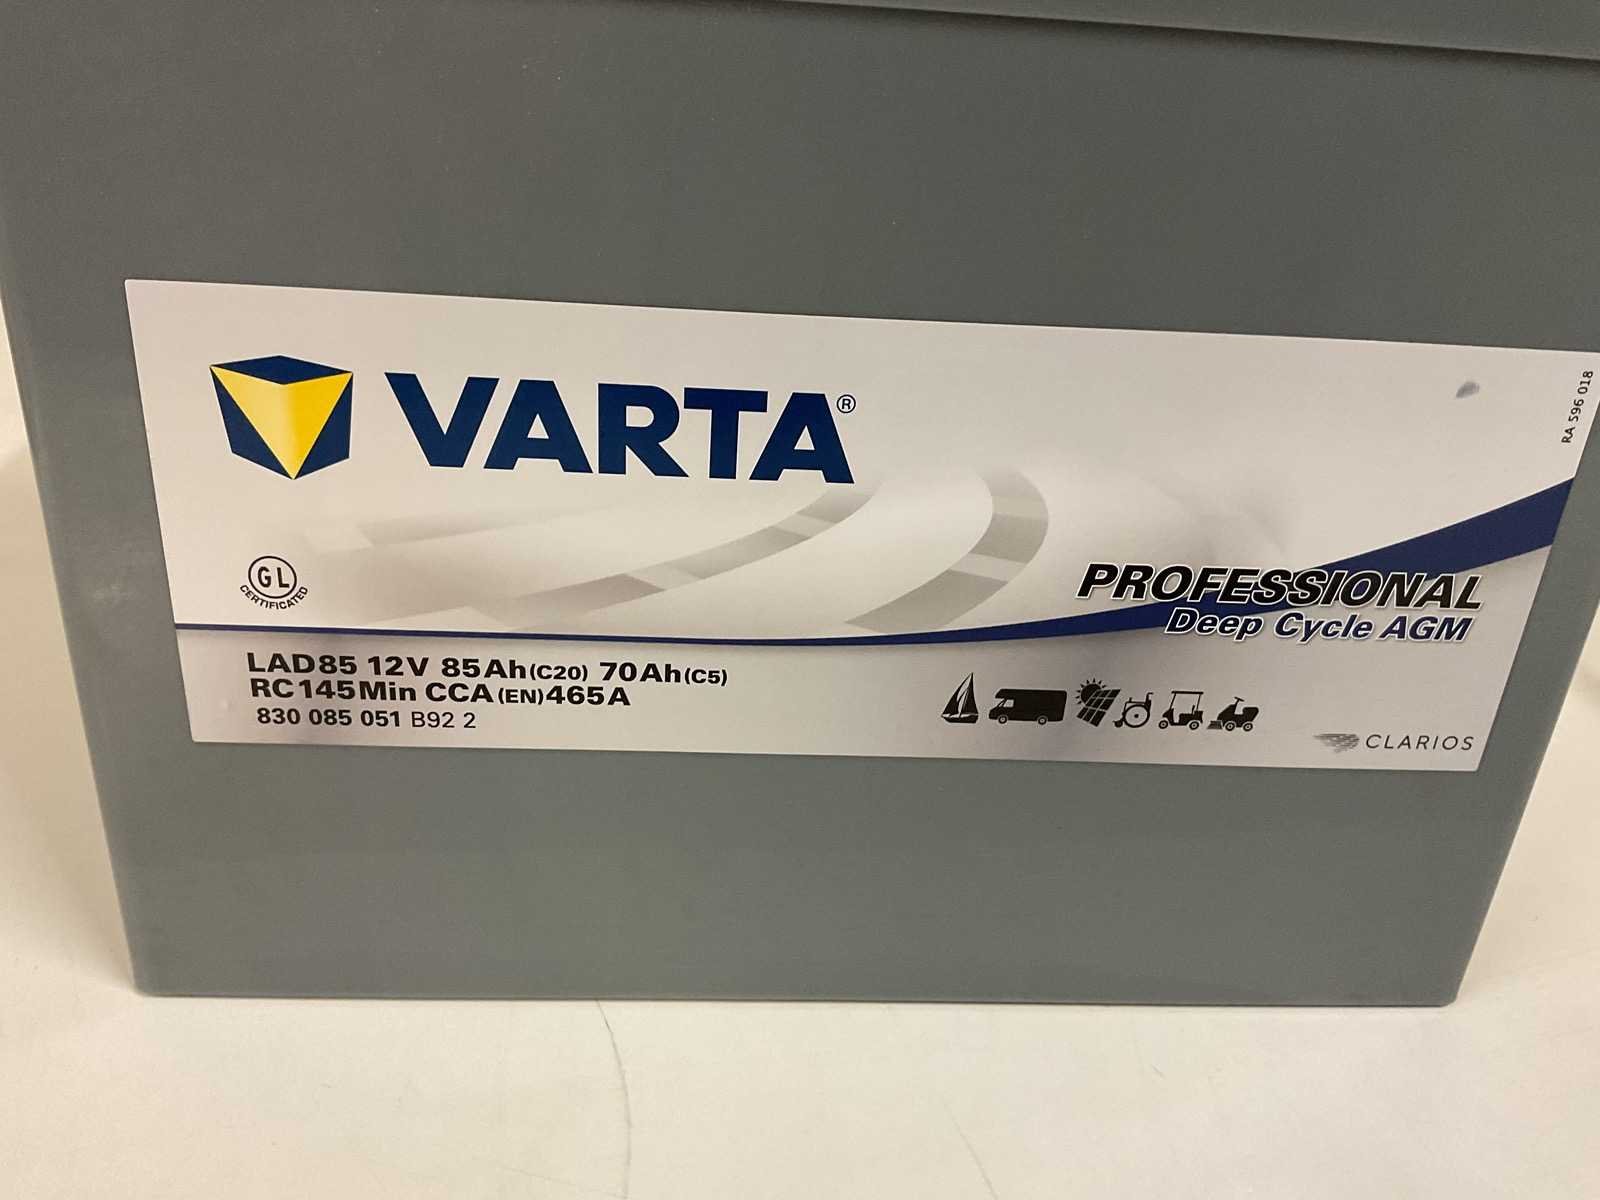 VARTA®
RA 596 018
GL
CERTIFICATED
PROFESSIONAL
Deep Cycle AGM
LAD85 12V 85Ah(C20) 70Ah(C5)
RC145Min CCA(EN)465A
830 085 051 B92 2
CLARIOS